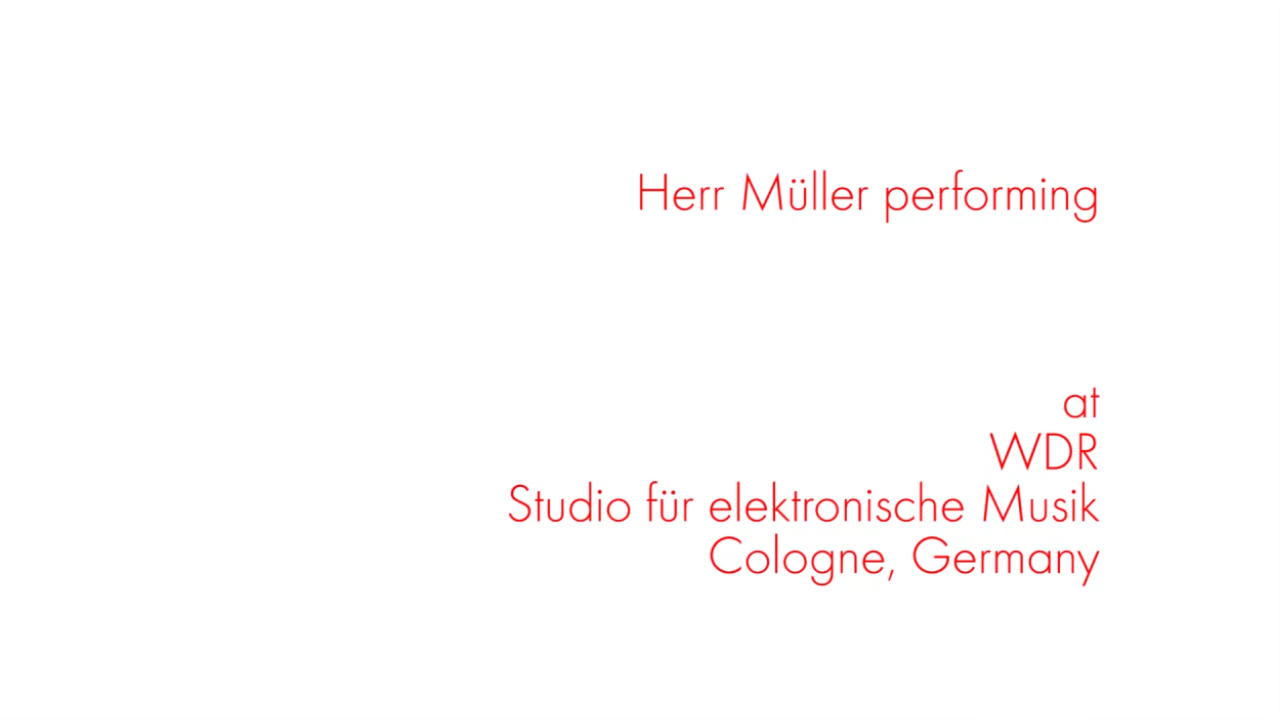 Herr Müller performing
at
WDR
Studio für elektronische Musik
Cologne, Germany